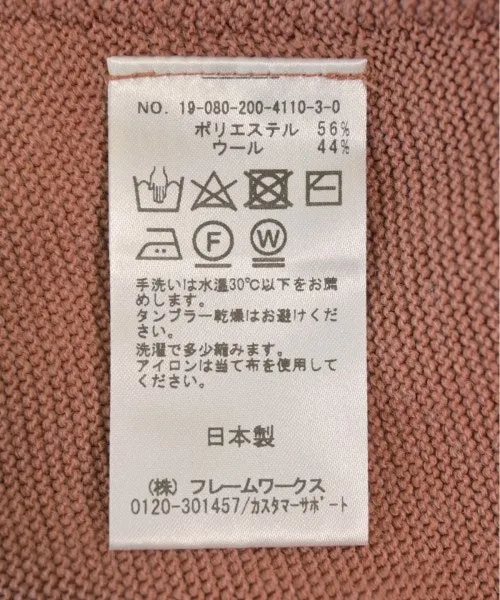 NO. 19-080-200-4110-3-0
ポリエステル 56%
ウール 44%
F W
手洗いは水温30℃以下をお薦
めします。
タンブラー乾燥はお避けくださ
い。
洗濯で多少縮みます。
アイロンは当て布を使用して
ください。
日本製
(株) フレームワークス
0120-301457/カスタマーサポート